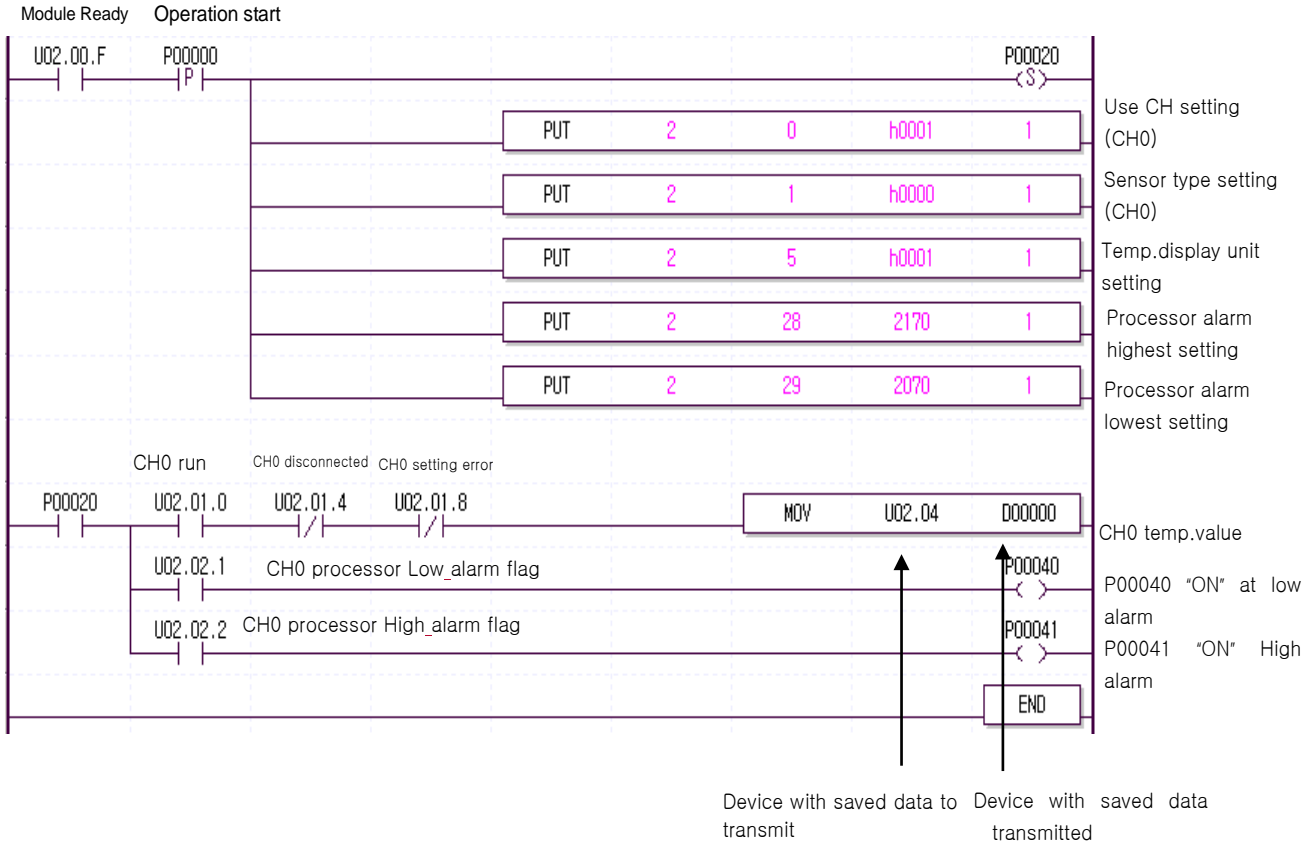 Module Ready Operation start
U02.00.F P00000 P00020
P (S)
Use CH setting
(CH0)
PUT 2 0 h0001 1
Sensor type setting
(CH0)
PUT 2 1 h0000 1
Temp.display unit
setting
PUT 2 5 h0001 1
Processor alarm
highest setting
PUT 2 28 2170 1
Processor alarm
lowest setting
PUT 2 29 2070 1
CH0 run CH0 disconnected CH0 setting error
P00020 U02.01.0 U02.01.4 U02.01.8
MOV U02.04 D00000
CH0 temp.value
U02.02.1 CH0 processor Low_alarm flag P00040
P00040 “ON” at low
alarm
U02.02.2 CH0 processor High_alarm flag P00041
P00041 “ON” High
alarm
END
Device with saved data to
transmit
Device with saved data
transmitted